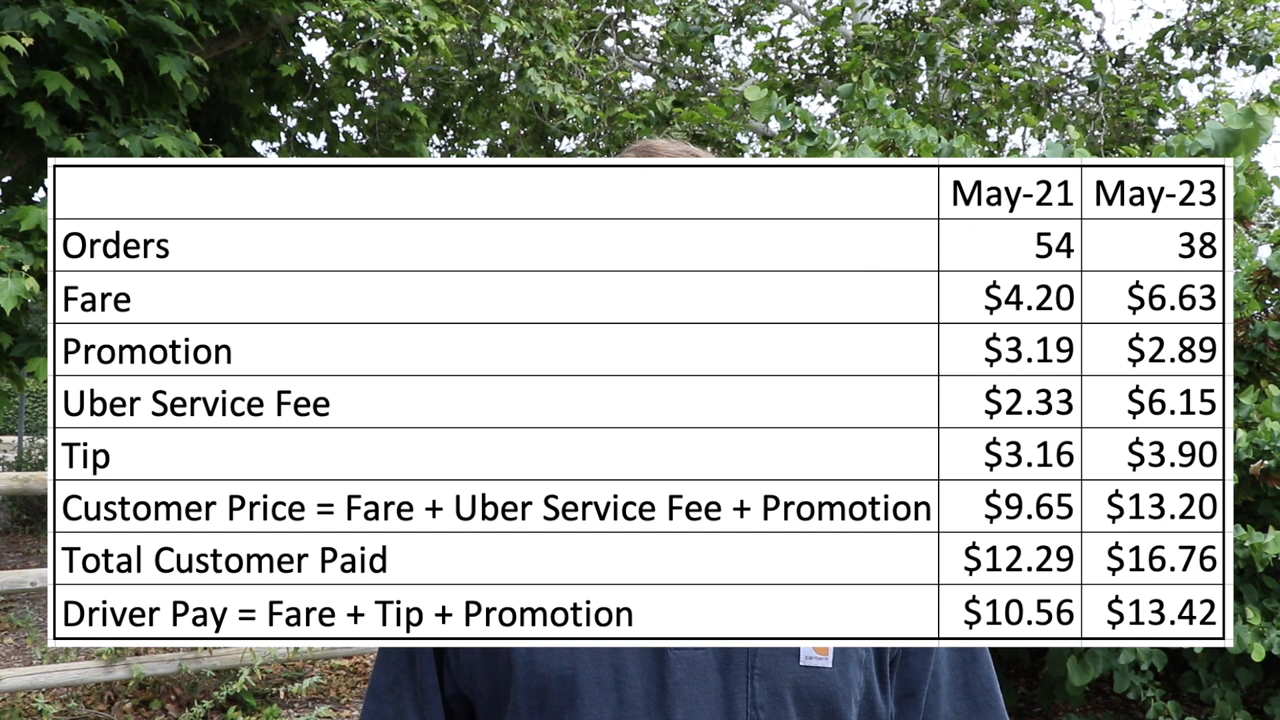 May-21 May-23
Orders 54 38
Fare $4.20 $6.63
Promotion $3.19 $2.89
Uber Service Fee $2.33 $6.15
Tip $3.16 $3.90
Customer Price = Fare + Uber Service Fee + Promotion $9.65 $13.20
Total Customer Paid $12.29 $16.76
Driver Pay = Fare + Tip + Promotion $10.56 $13.42
carhartt